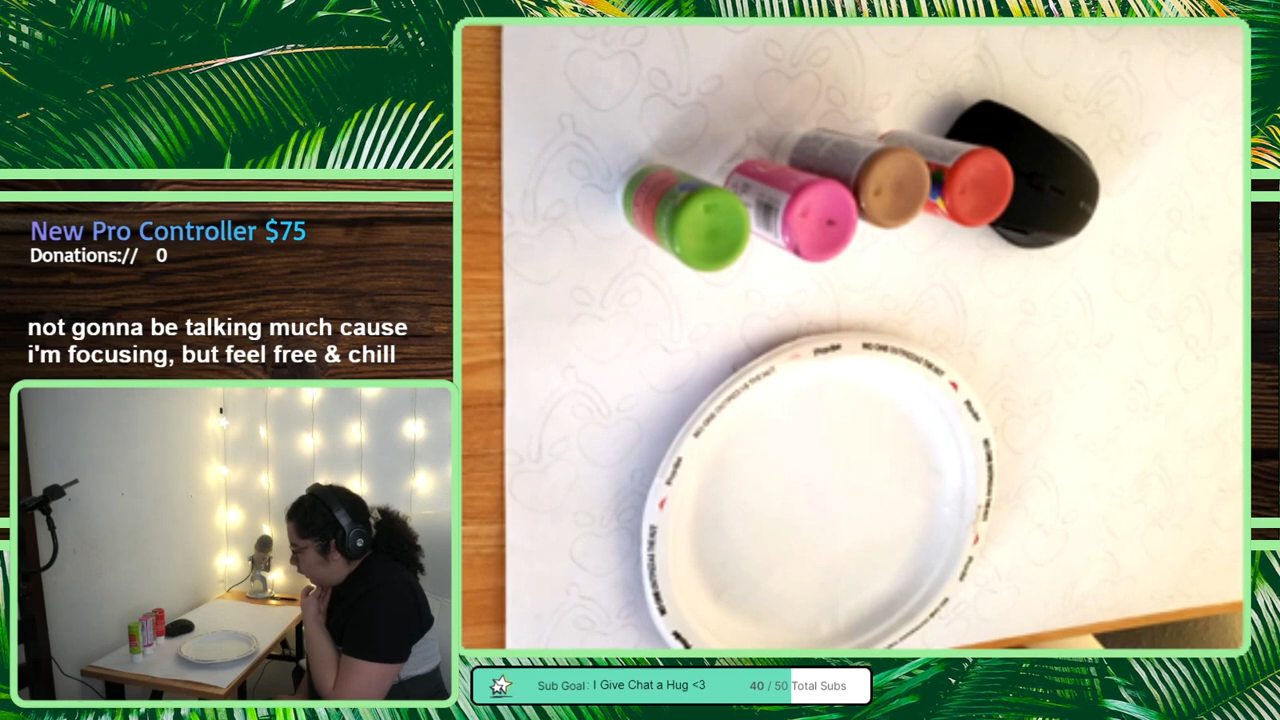 New Pro Controller $75
Donations:// 0
not gonna be talking much cause
i'm focusing, but feel free & chill
Sub Goal: I Give Chat a Hug <3 40 / 50 Total Subs